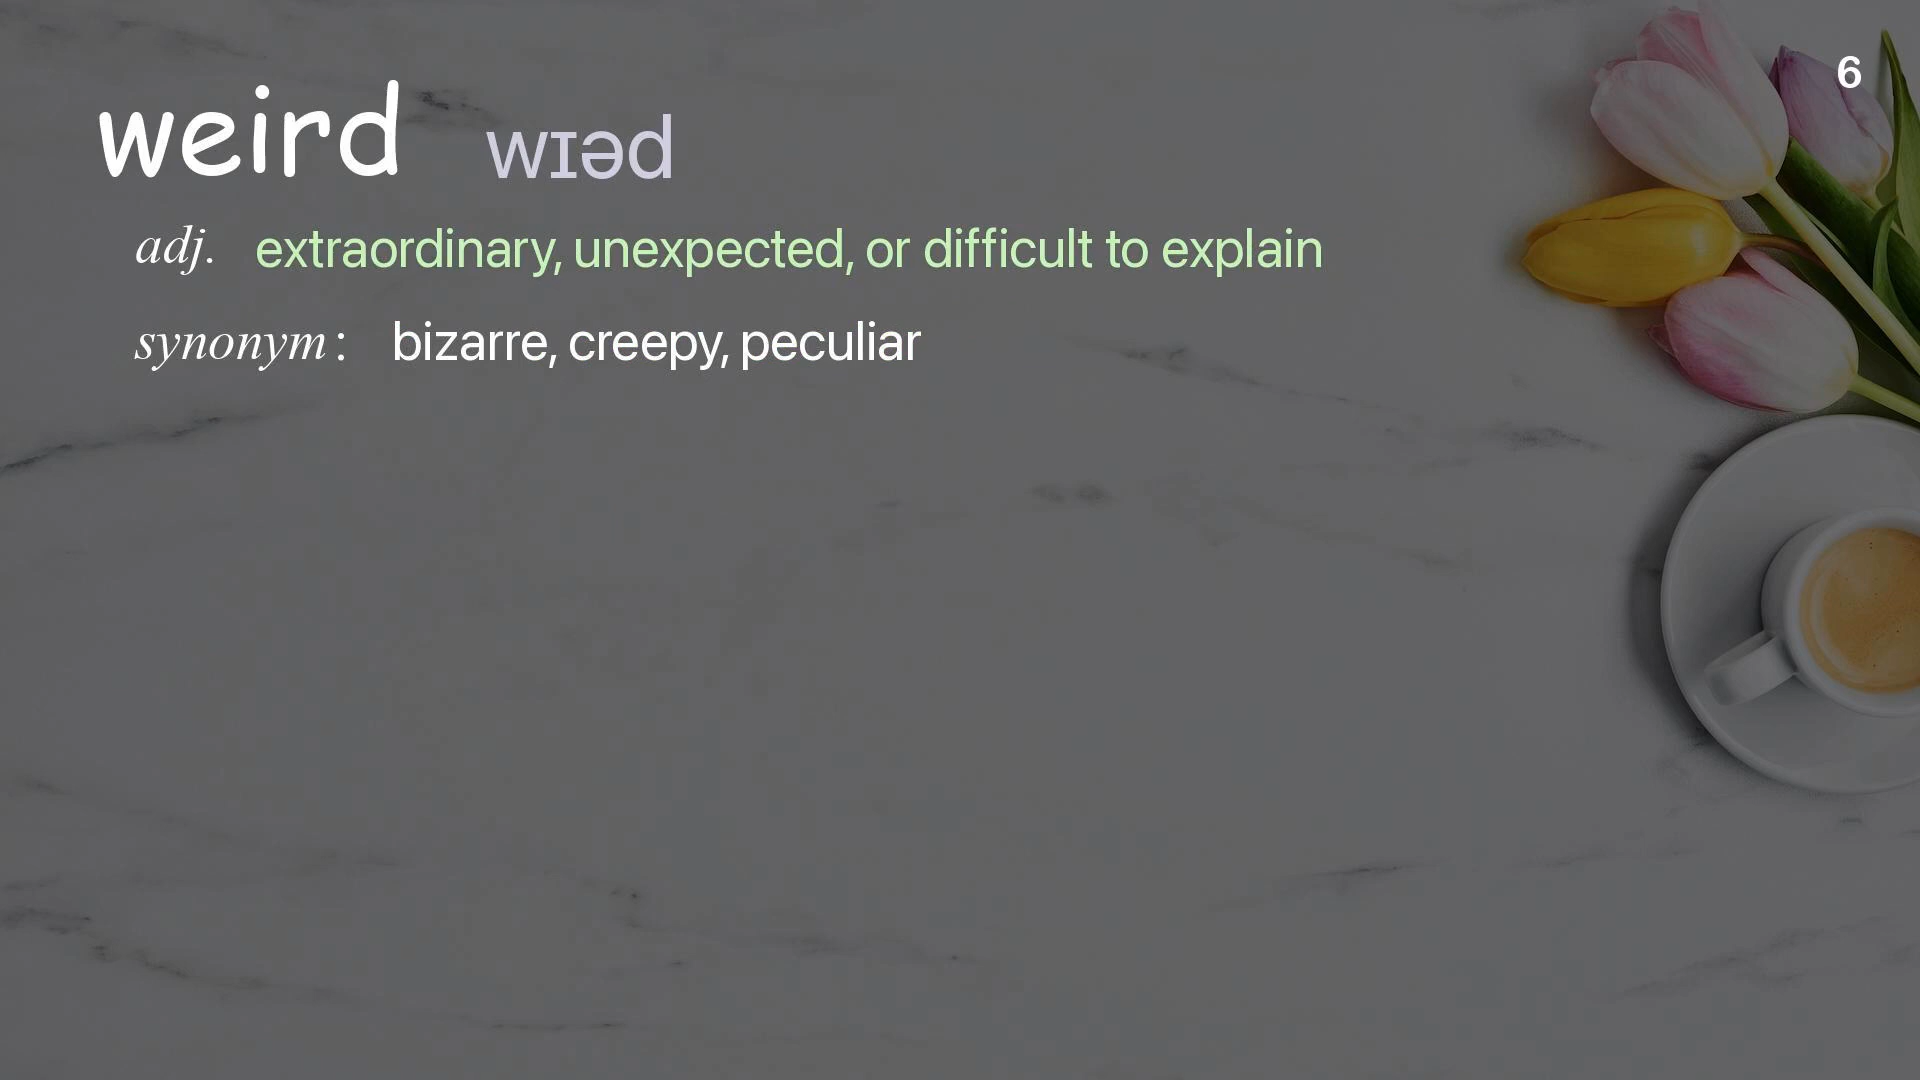 6
weird wɪəd
adj. extraordinary, unexpected, or difficult to explain
synonym: bizarre, creepy, peculiar